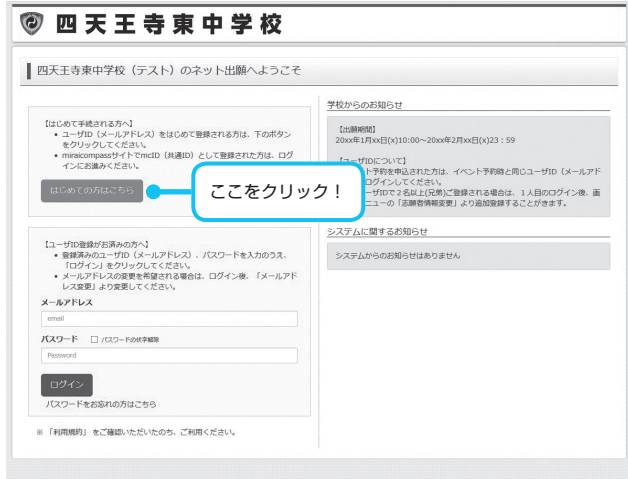 四天王寺東中学校
四天王寺東中学校（テスト）のネット出願へようこそ
【はじめて手続される方へ】
• ユーザID（メールアドレス）をはじめて登録される方は、下のボタン
をクリックしてください。
• miraicompassサイトでmcID（共通ID）として登録された方は、ログ
インにお進みください。
はじめての方はこちら
ここをクリック！
【ユーザID登録がお済みの方へ】
• 登録済みのユーザID（メールアドレス）、パスワードを入力のうえ、
「ログイン」をクリックしてください。
• メールアドレスの変更を希望される場合は、ログイン後、「メールアド
レス変更」より変更してください。
メールアドレス
email
パスワード □ パスワードの伏字解除
Password
ログイン
パスワードをお忘れの方はこちら
※ 「利用規約」 をご確認いただいたのち、ご利用ください。
学校からのお知らせ
【出願期間】
20xx年1月xx日(x)10:00～20xx年2月xx日(x)23：59
【ユーザIDについて】
ト予約を申込された方は、イベント予約時と同じユーザID（メールアド
ログインしてください。
ーザIDで２名以上(兄弟)ご登録される場合は、１人目のログイン後、画
ニューの「志願者情報変更」より追加登録することができます。
システムに関するお知らせ
システムからのお知らせはありません